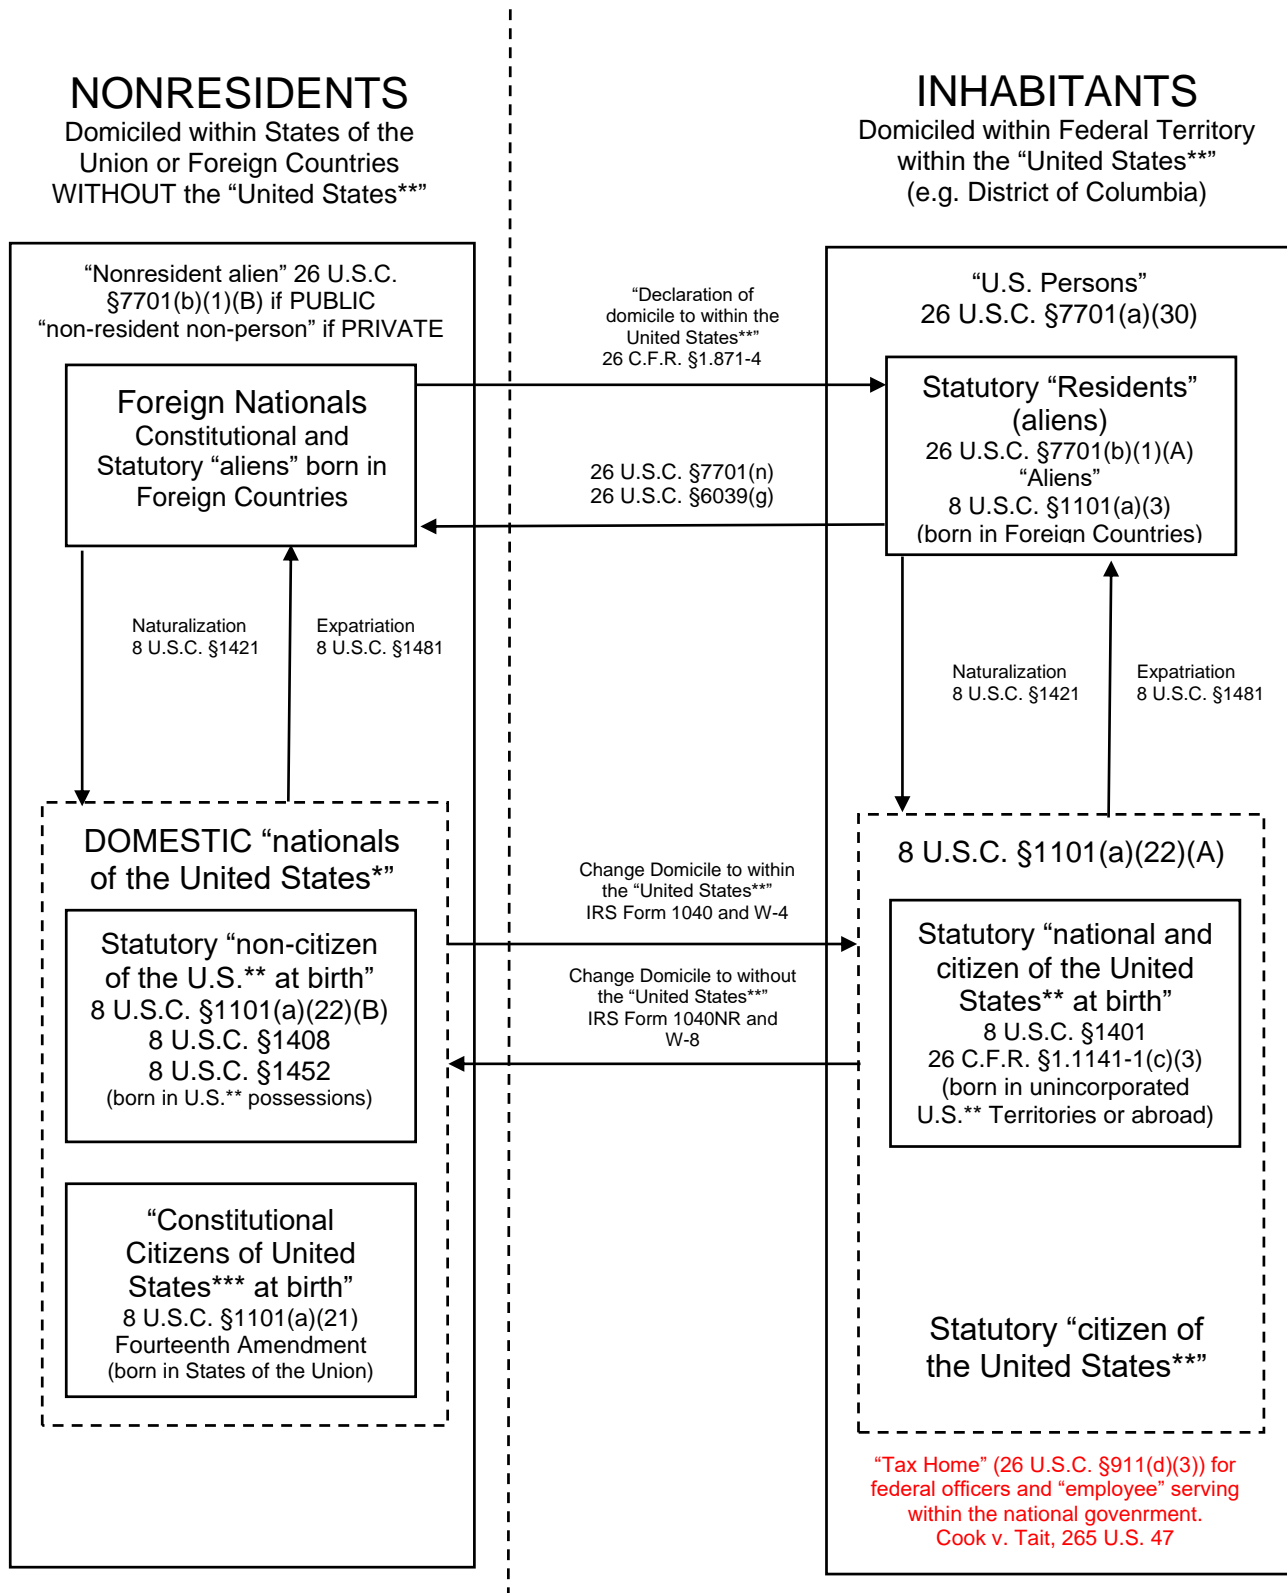 NONRESIDENTS
Domiciled within States of the
Union or Foreign Countries
WITHOUT the “United States**”
INHABITANTS
Domiciled within Federal Territory
within the “United States**”
(e.g. District of Columbia)
“Nonresident alien” 26 U.S.C.
§7701(b)(1)(B) if PUBLIC
“non-resident non-person” if PRIVATE
“Declaration of
domicile to within the
United States**”
26 C.F.R. §1.871-4
“U.S. Persons”
26 U.S.C. §7701(a)(30)
Foreign Nationals
Constitutional and
Statutory “aliens” born in
Foreign Countries
26 U.S.C. §7701(n)
26 U.S.C. §6039(g)
Statutory “Residents”
(aliens)
26 U.S.C. §7701(b)(1)(A)
“Aliens”
8 U.S.C. §1101(a)(3)
(born in Foreign Countries)
Naturalization
8 U.S.C. §1421
Expatriation
8 U.S.C. §1481
Naturalization
8 U.S.C. §1421
Expatriation
8 U.S.C. §1481
DOMESTIC “nationals
of the United States*”
Statutory “non-citizen
of the U.S.** at birth”
8 U.S.C. §1101(a)(22)(B)
8 U.S.C. §1408
8 U.S.C. §1452
(born in U.S.** possessions)
“Constitutional
Citizens of United
States*** at birth”
8 U.S.C. §1101(a)(21)
Fourteenth Amendment
(born in States of the Union)
Change Domicile to within
the “United States**”
IRS Form 1040 and W-4
Change Domicile to without
the “United States**”
IRS Form 1040NR and
W-8
8 U.S.C. §1101(a)(22)(A)
Statutory “national and
citizen of the United
States** at birth”
8 U.S.C. §1401
26 C.F.R. §1.1141-1(c)(3)
(born in unincorporated
U.S.** Territories or abroad)
Statutory “citizen of
the United States**”
“Tax Home” (26 U.S.C. §911(d)(3)) for
federal officers and “employee” serving
within the national govenrment.
Cook v. Tait, 265 U.S. 47